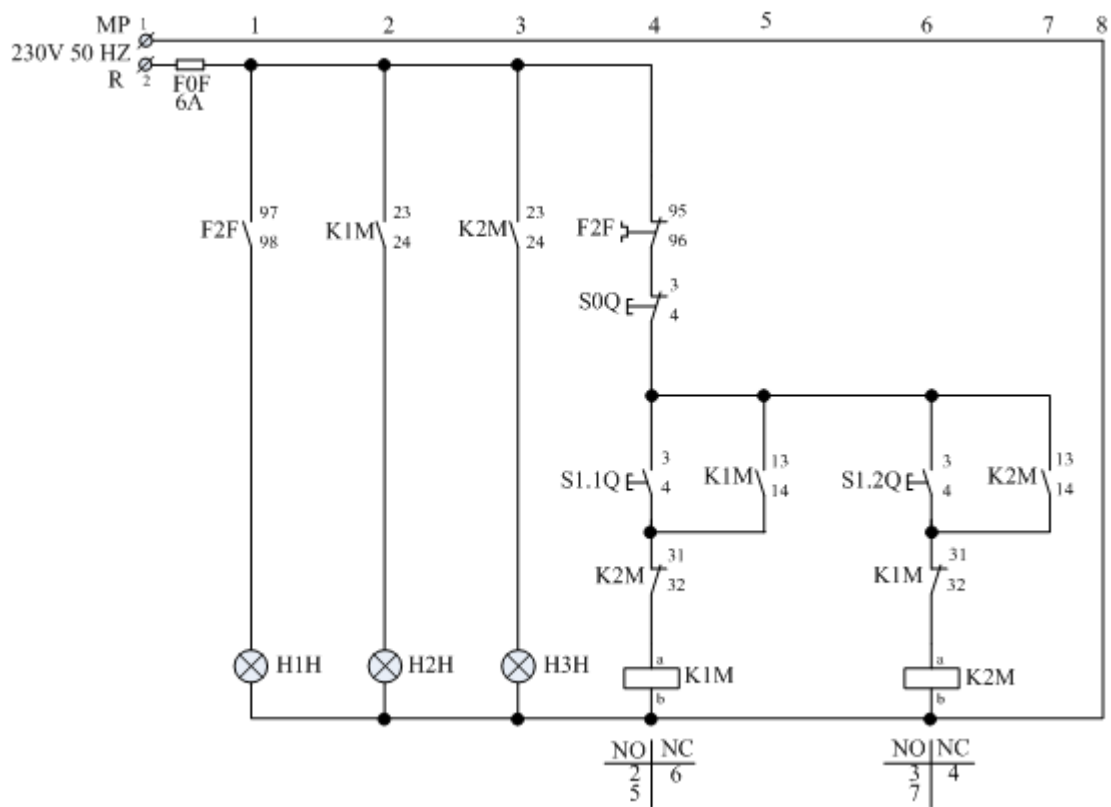 MP 1 1 2 3 4 5 6 7 8
230V 50 HZ
R 2 F0F
6A
97 23 23 95
F2F K1M K2M F2F
98 24 24 96
3
S0Q
4
3 13 3 13
S1.1Q K1M S1.2Q K2M
4 14 4 14
31 31
K2M K1M
32 32
a a
H1H H2H H3H K1M K2M
b b
NO NC NO NC
2 6 3 4
5 7